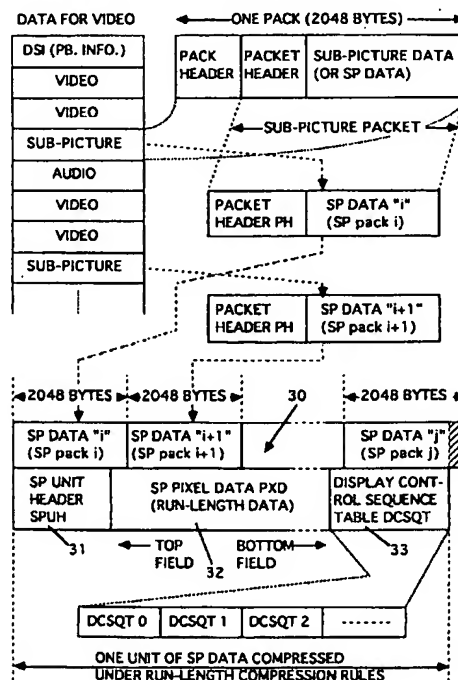 DATA FOR VIDEO
ONE PACK (2048 BYTES)
DSI (PB. INFO.)
VIDEO
VIDEO
SUB-PICTURE
AUDIO
VIDEO
VIDEO
SUB-PICTURE
PACK HEADER
PACKET HEADER
SUB-PICTURE DATA
(OR SP DATA)
SUB-PICTURE PACKET
PACKET
HEADER PH
SP DATA "i"
(SP pack i)
PACKET
HEADER PH
SP DATA "i+1"
(SP pack i+1)
2048 BYTES
2048 BYTES
30
2048 BYTES
SP DATA "i"
(SP pack i)
SP DATA "i+1"
(SP pack i+1)
SP DATA "j"
(SP pack j)
SP UNIT
HEADER
SPUH
SP PIXEL DATA PXD
(RUN-LENGTH DATA)
DISPLAY CONT-
ROL SEQUENCE
TABLE DCSQT
31
TOP
FIELD
32
BOTTOM
FIELD
33
DCSQT 0
DCSQT 1
DCSQT 2
--------
ONE UNIT OF SP DATA COMPRESSED
UNDER RUN-LENGTH COMPRESSION RULES